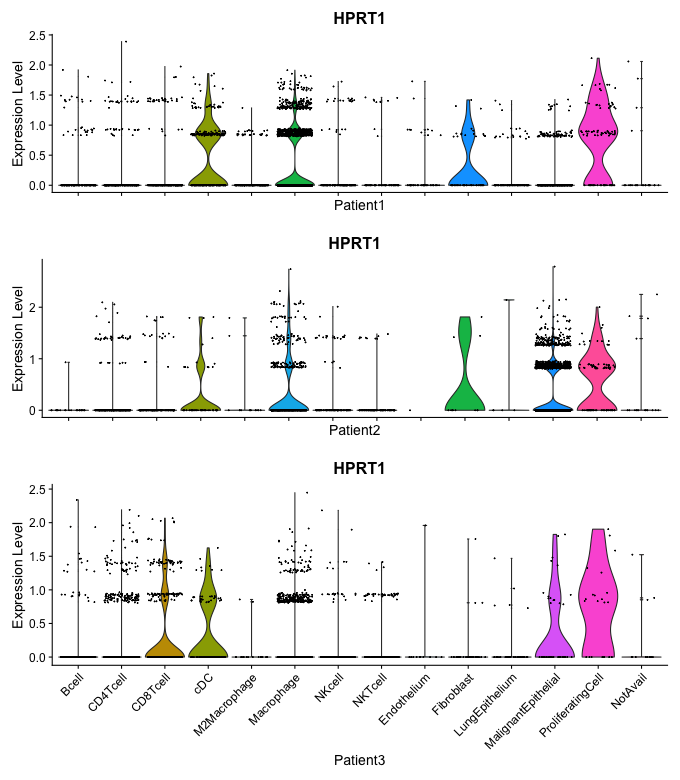 HPRT1
Expression Level
2.5
2.0
1.5
1.0
0.5
0.0
Patient1
HPRT1
Expression Level
2
1
0
Patient2
HPRT1
Expression Level
2.5
2.0
1.5
1.0
0.5
0.0
Bcell
CD4Tcell
CD8Tcell
cDC
M2Macrophage
Macrophage
NKcell
NKTcell
Endothelium
Fibroblast
LungEpithelium
MalignantEpithelial
ProliferatingCell
NotAvail
Patient3